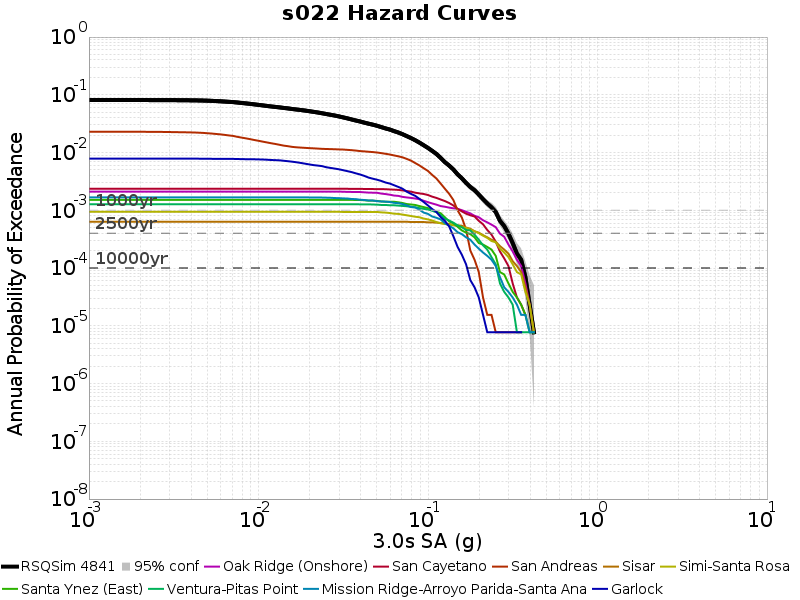 s022 Hazard Curves
10^0
10^-1
10^-2
10^-3
10^-4
10^-5
10^-6
10^-7
10^-8
Annual Probability of Exceedance
1000yr
2500yr
10000yr
10^-3 10^-2 10^-1 10^0 10^1
3.0s SA (g)
RSQSim 4841 95% conf Oak Ridge (Onshore) San Cayetano San Andreas Sisar Simi-Santa Rosa
Santa Ynez (East) Ventura-Pitas Point Mission Ridge-Arroyo Parida-Santa Ana Garlock